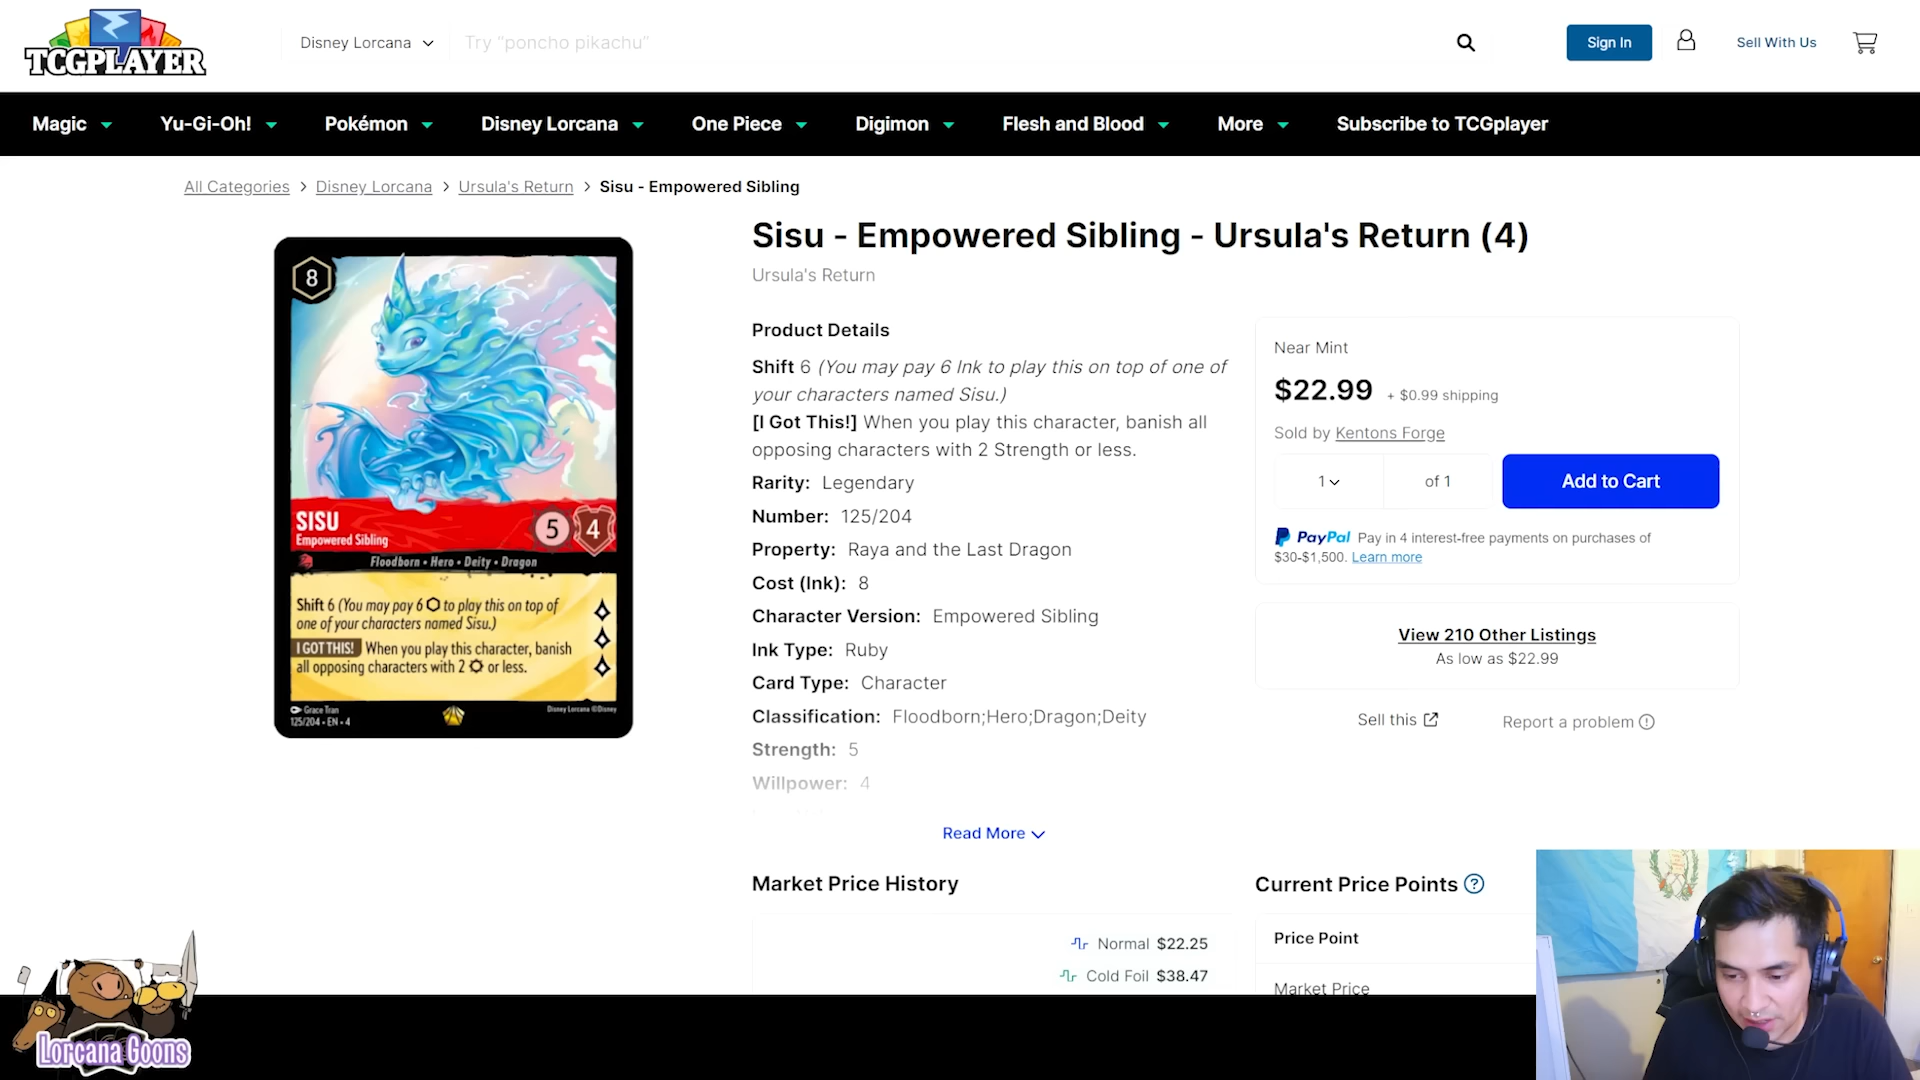 TCGPLAYER
Disney Lorcana
Try "poncho pikachu"
Sign In
Sell With Us
Magic
Yu-Gi-Oh!
Pokémon
Disney Lorcana
One Piece
Digimon
Flesh and Blood
More
Subscribe to TCGplayer
All Categories > Disney Lorcana > Ursula's Return > Sisu - Empowered Sibling
8
SISU
Empowered Sibling
5
4
Floodborn • Hero • Deity • Dragon
Shift 6 (You may pay 6 ⬡ to play this on top of
one of your characters named Sisu.)
I GOT THIS! When you play this character, banish
all opposing characters with 2 ¤ or less.
Grace Tran
125/204 • EN • 4
Disney Lorcana ©Disney
Sisu - Empowered Sibling - Ursula's Return (4)
Ursula's Return
Product Details
Shift 6 (You may pay 6 Ink to play this on top of one of
your characters named Sisu.)
[I Got This!] When you play this character, banish all
opposing characters with 2 Strength or less.
Rarity: Legendary
Number: 125/204
Property: Raya and the Last Dragon
Cost (Ink): 8
Character Version: Empowered Sibling
Ink Type: Ruby
Card Type: Character
Classification: Floodborn;Hero;Dragon;Deity
Strength: 5
Willpower: 4
Read More
Near Mint
$22.99 + $0.99 shipping
Sold by Kentons Forge
1
of 1
Add to Cart
PayPal Pay in 4 interest-free payments on purchases of
$30-$1,500. Learn more
View 210 Other Listings
As low as $22.99
Sell this
Report a problem
Market Price History
Normal $22.25
Cold Foil $38.47
Current Price Points ?
Price Point
Market Price
Lorcana Goons